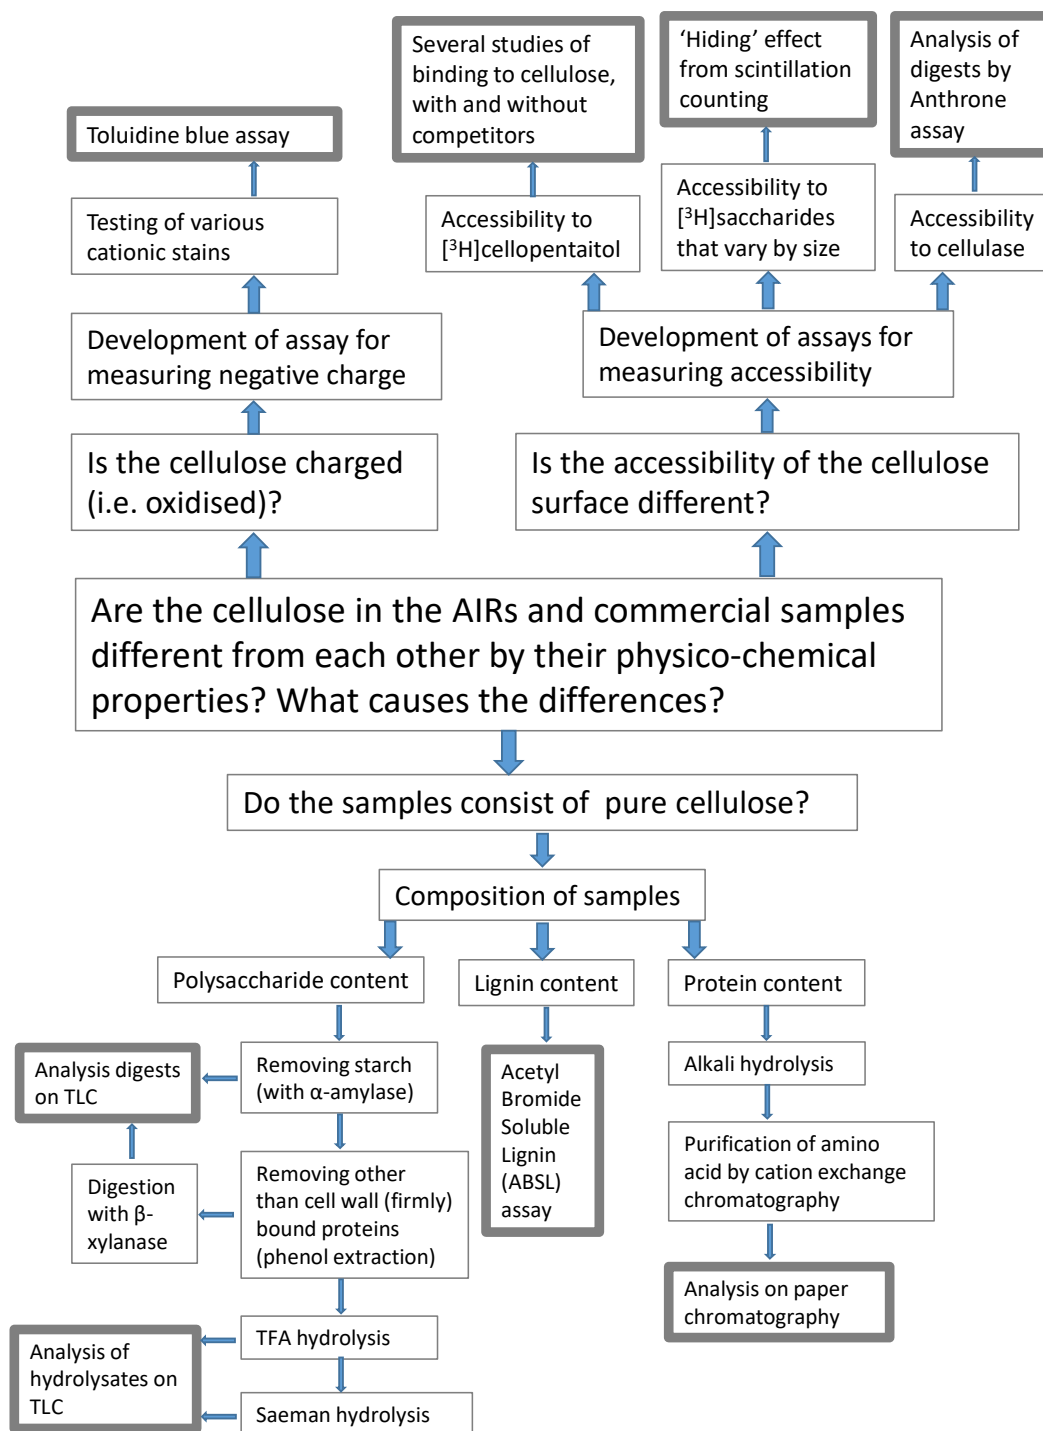 Several studies of
binding to cellulose,
with and without
competitors
‘Hiding’ effect
from scintillation
counting
Analysis of
digests by
Anthrone
assay
Toluidine blue assay
Testing of various
cationic stains
Accessibility to
[³H]cellopentaitol
Accessibility to
[³H]saccharides
that vary by size
Accessibility
to cellulase
Development of assay for
measuring negative charge
Development of assays for
measuring accessibility
Is the cellulose charged
(i.e. oxidised)?
Is the accessibility of the cellulose
surface different?
Are the cellulose in the AIRs and commercial samples
different from each other by their physico-chemical
properties? What causes the differences?
Do the samples consist of  pure cellulose?
Composition of samples
Polysaccharide content
Lignin content
Protein content
Analysis digests
on TLC
Removing starch
(with α-amylase)
Acetyl
Bromide
Soluble
Lignin
(ABSL)
assay
Alkali hydrolysis
Digestion
with β-
xylanase
Removing other
than cell wall (firmly)
bound proteins
(phenol extraction)
Purification of amino
acid by cation exchange
chromatography
Analysis on paper
chromatography
Analysis of
hydrolysates on
TLC
TFA hydrolysis
Saeman hydrolysis